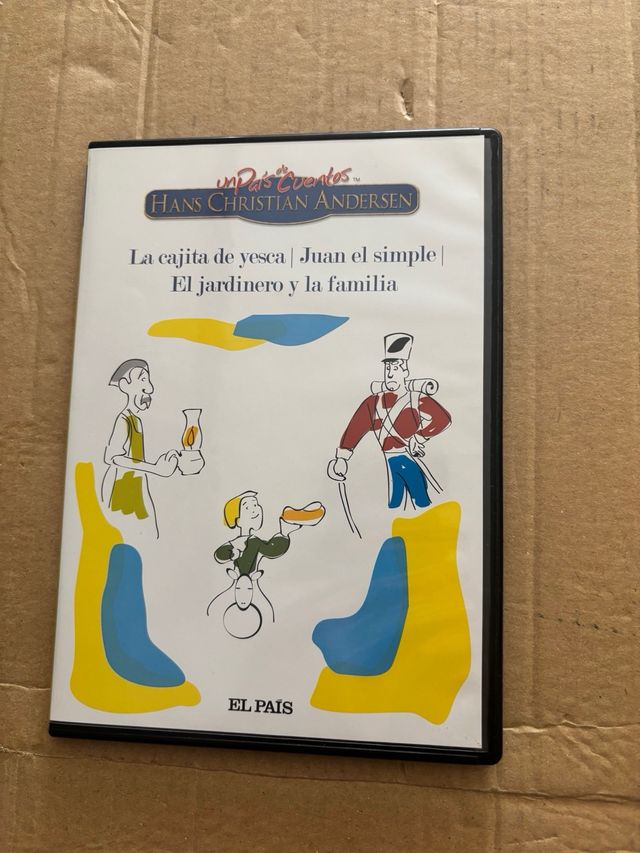 un País de Cuentos™
HANS CHRISTIAN ANDERSEN
La cajita de yesca | Juan el simple |
El jardinero y la familia
EL PAÍS